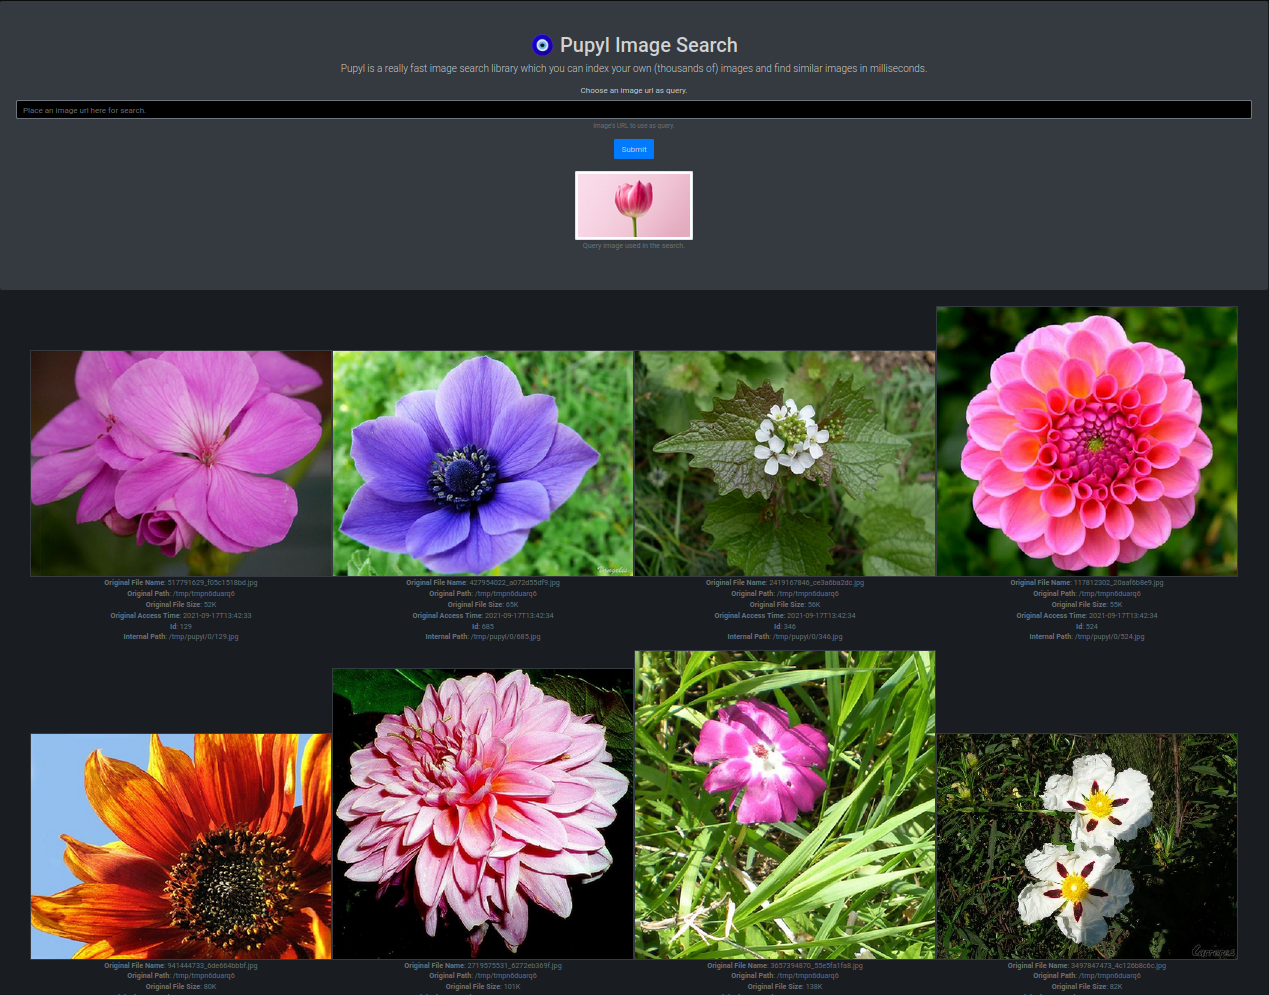 Pupyl Image Search
Pupyl is a really fast image search library which you can index your own (thousands of) images and find similar images in milliseconds.
Choose an image url as query.
Place an image url here for search.
Image's URL to use as query.
Submit
Query image used in the search.
Original File Name: 517791629_f05c1518bd.jpg
Original Path: /tmp/tmpn6duarq6
Original File Size: 52K
Original Access Time: 2021-09-17T13:42:33
Id: 129
Internal Path: /tmp/pupyl/0/129.jpg
Original File Name: 427954022_a072d55df9.jpg
Original Path: /tmp/tmpn6duarq6
Original File Size: 65K
Original Access Time: 2021-09-17T13:42:34
Id: 685
Internal Path: /tmp/pupyl/0/685.jpg
Original File Name: 2419167846_ce3a6ba2dc.jpg
Original Path: /tmp/tmpn6duarq6
Original File Size: 56K
Original Access Time: 2021-09-17T13:42:34
Id: 346
Internal Path: /tmp/pupyl/0/346.jpg
Original File Name: 117812302_20aaf6b8e9.jpg
Original Path: /tmp/tmpn6duarq6
Original File Size: 55K
Original Access Time: 2021-09-17T13:42:34
Id: 524
Internal Path: /tmp/pupyl/0/524.jpg
Original File Name: 941444733_6de664bbbf.jpg
Original Path: /tmp/tmpn6duarq6
Original File Size: 80K
Original File Name: 2719575531_6272eb369f.jpg
Original Path: /tmp/tmpn6duarq6
Original File Size: 101K
Original File Name: 3657394870_55e5fa1fa8.jpg
Original Path: /tmp/tmpn6duarq6
Original File Size: 138K
Original File Name: 3497847473_4c126b8c6c.jpg
Original Path: /tmp/tmpn6duarq6
Original File Size: 82K